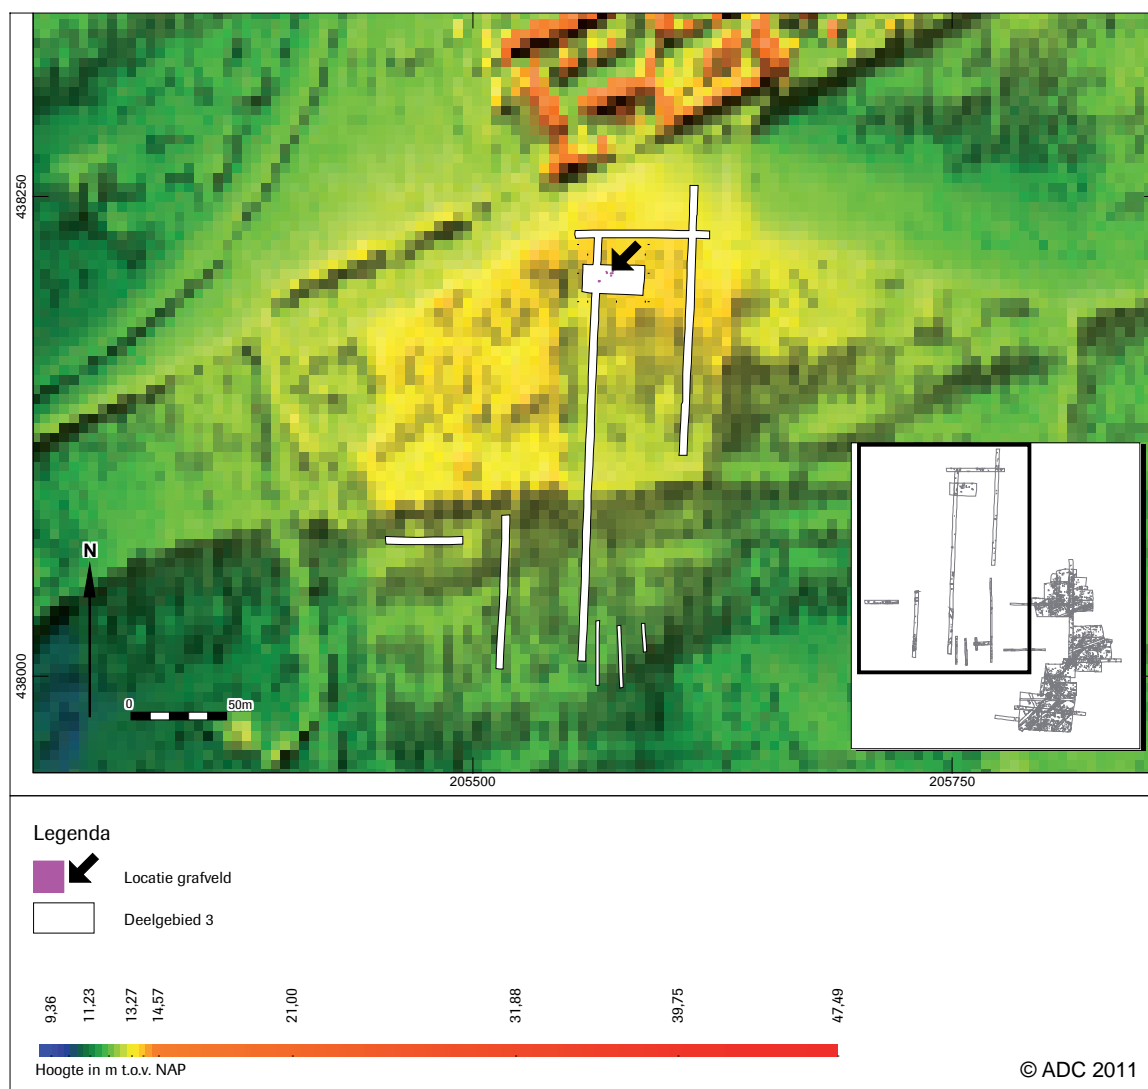 438250
438000
N
0 50m
205500 205750
Legenda
Locatie grafveld
Deelgebied 3
9,36 11,23 13,27 14,57 21,00 31,88 39,75 47,49
Hoogte in m t.o.v. NAP
© ADC 2011